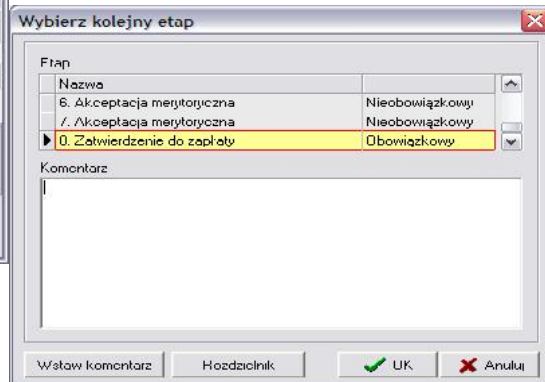 Wybierz kolejny etap
Etap
Nazwa
6. Akceptacja merytoryczna Nieobowiązkowy
7. Akceptacja merytoryczna Nieobowiązkowy
0. Zatwierdzenie do zapłaty Obowiązkowy
Komentarz
Wstaw komentarz Rozdzielnik OK Anuluj